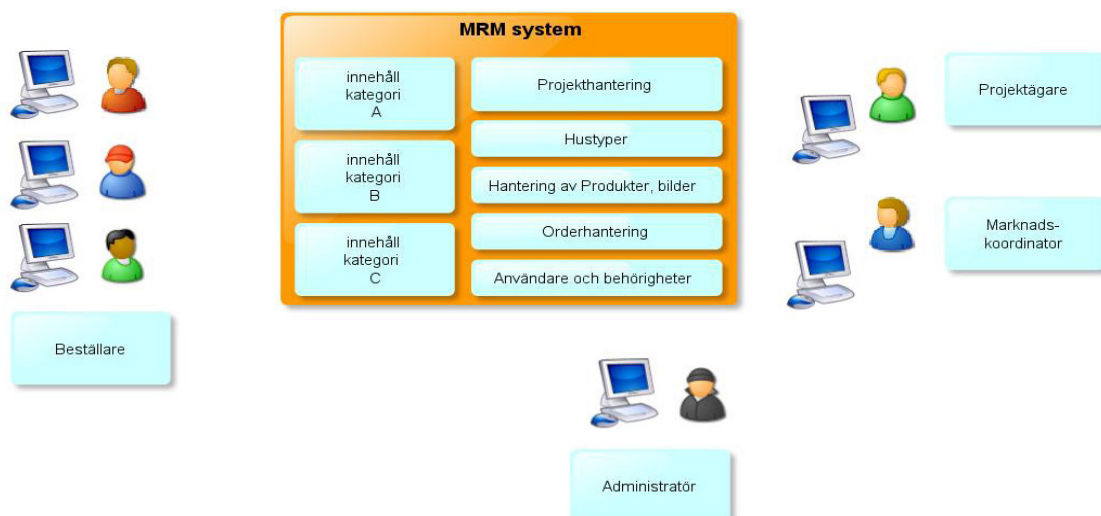 MRM system
innehåll
kategori
A
innehåll
kategori
B
innehåll
kategori
C
Projekthantering
Hustyper
Hantering av Produkter, bilder
Orderhantering
Användare och behörigheter
Beställare
Projektägare
Marknads-
koordinator
Administratör